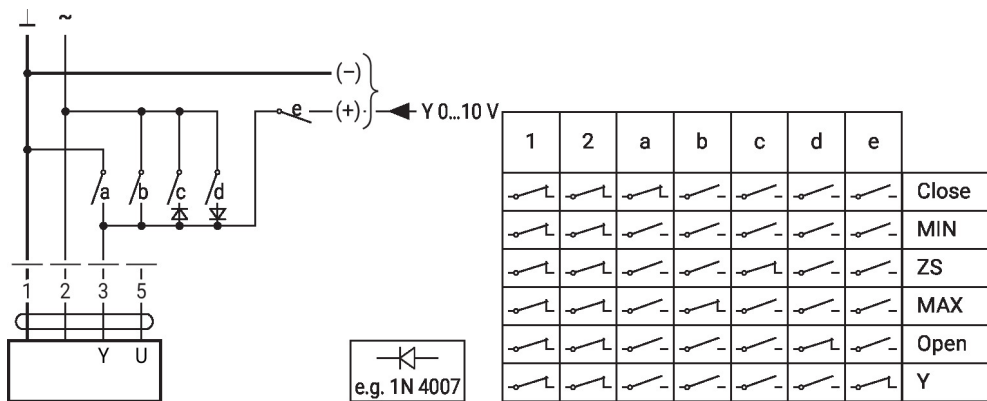 ⊥ ~
(–)
e (+) Y 0...10 V
a b c d
1 2 3 5
Y U
e.g. 1N 4007
1 2 a b c d e
Close
MIN
ZS
MAX
Open
Y